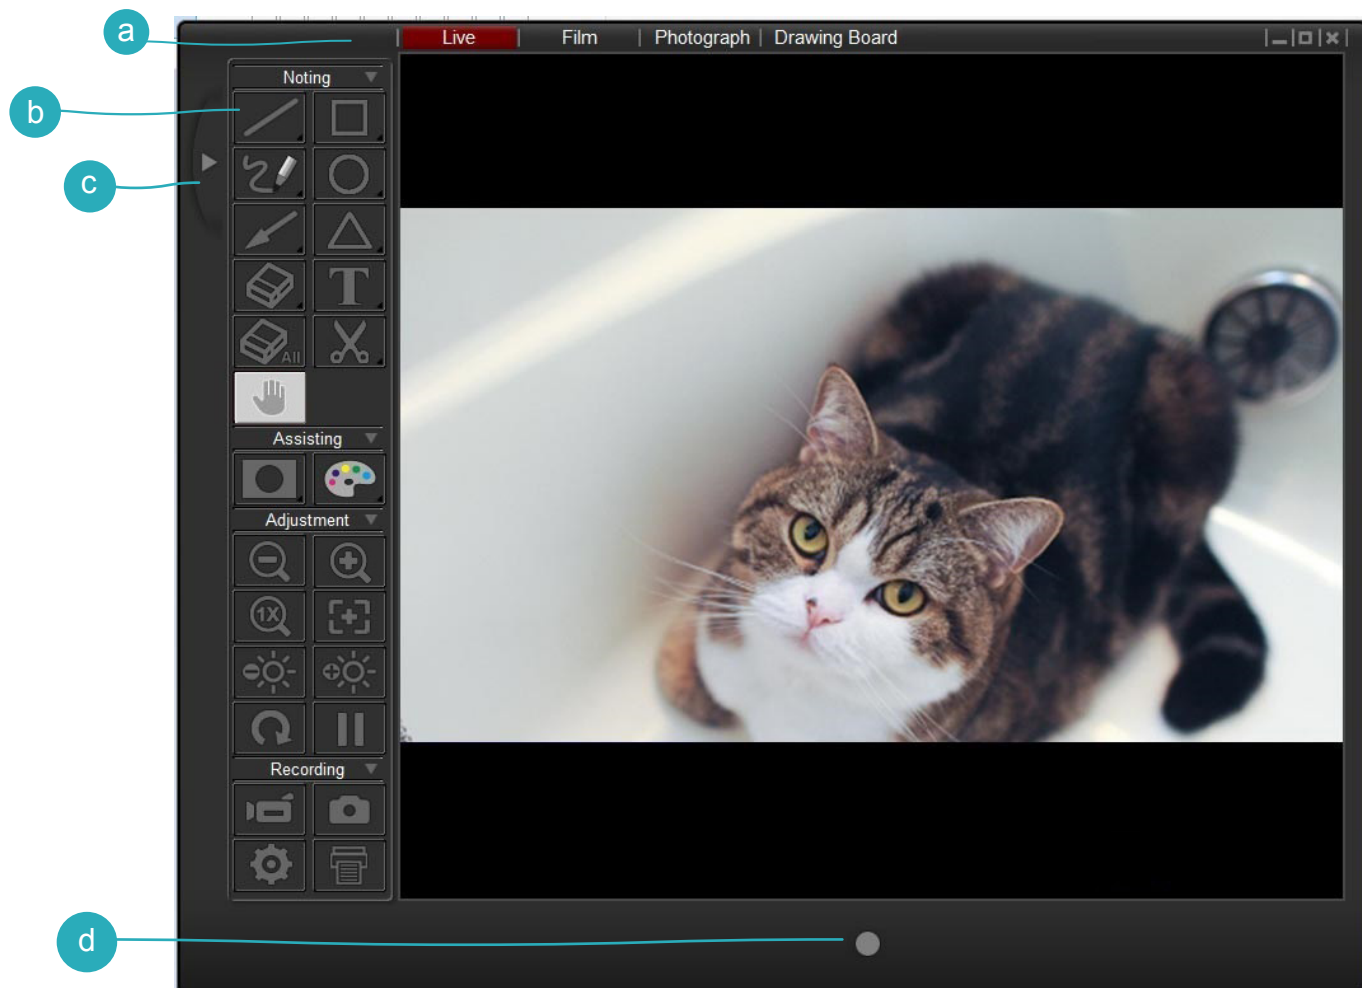 a
Live Film Photograph Drawing Board
Noting
b
c
T
All
Assisting
Adjustment
1X
Recording
d